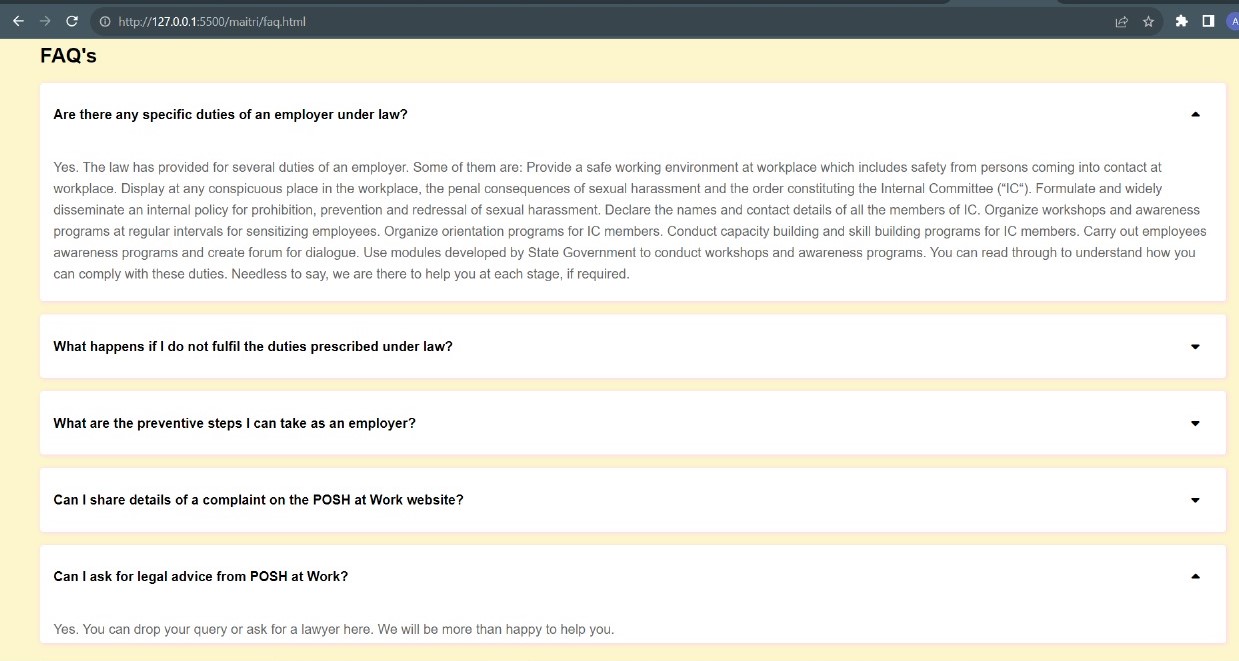 http://127.0.0.1:5500/maitri/faq.html
A
FAQ's
Are there any specific duties of an employer under law?
Yes. The law has provided for several duties of an employer. Some of them are: Provide a safe working environment at workplace which includes safety from persons coming into contact at
workplace. Display at any conspicuous place in the workplace, the penal consequences of sexual harassment and the order constituting the Internal Committee (“IC“). Formulate and widely
disseminate an internal policy for prohibition, prevention and redressal of sexual harassment. Declare the names and contact details of all the members of IC. Organize workshops and awareness
programs at regular intervals for sensitizing employees. Organize orientation programs for IC members. Conduct capacity building and skill building programs for IC members. Carry out employees
awareness programs and create forum for dialogue. Use modules developed by State Government to conduct workshops and awareness programs. You can read through to understand how you
can comply with these duties. Needless to say, we are there to help you at each stage, if required.
What happens if I do not fulfil the duties prescribed under law?
What are the preventive steps I can take as an employer?
Can I share details of a complaint on the POSH at Work website?
Can I ask for legal advice from POSH at Work?
Yes. You can drop your query or ask for a lawyer here. We will be more than happy to help you.